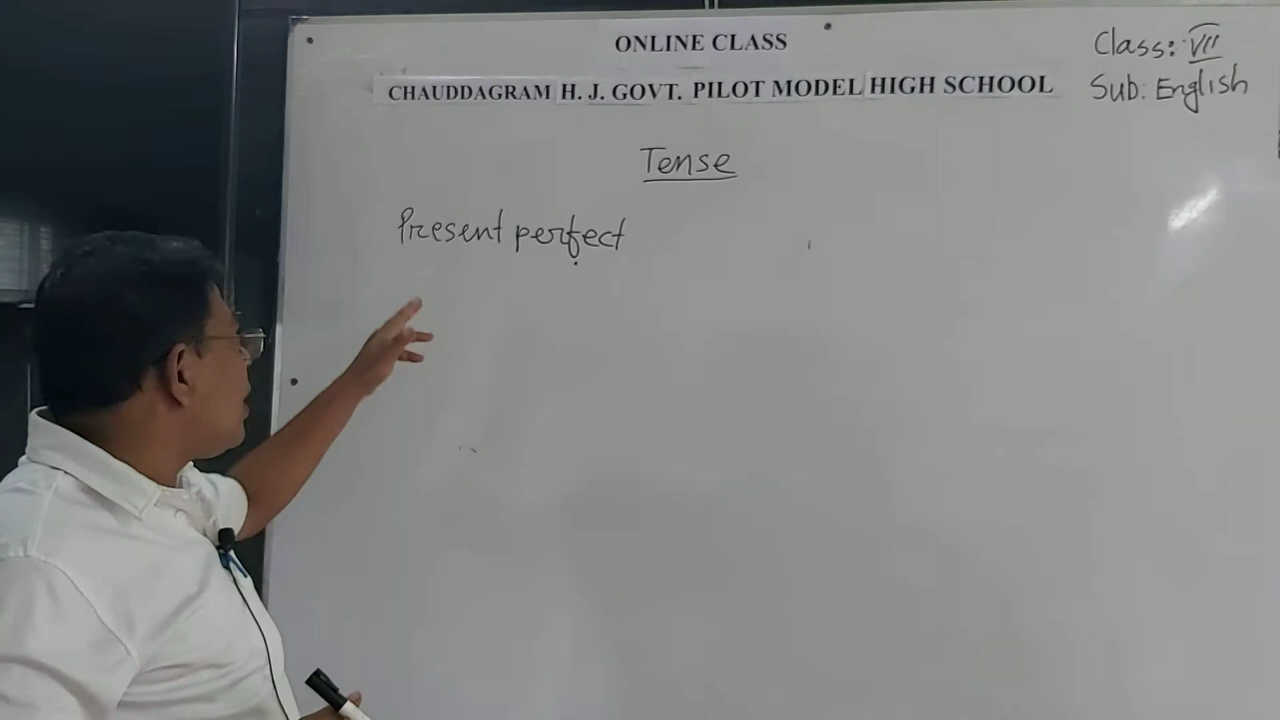 ONLINE CLASS
CHAUDDAGRAM H. J. GOVT. PILOT MODEL HIGH SCHOOL
Class: VII
Sub: English
Tense
Present perfect